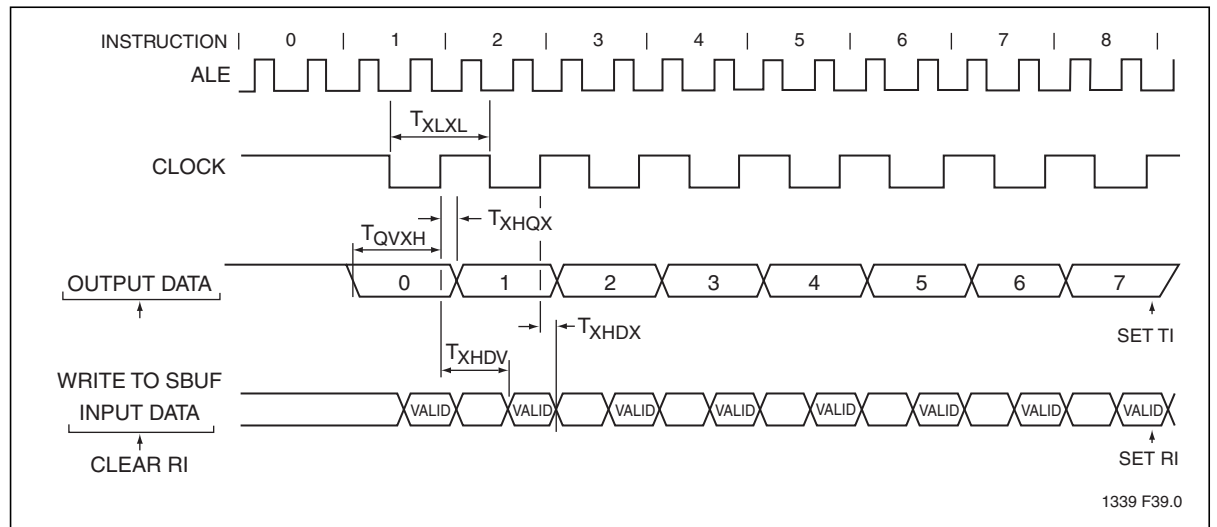 INSTRUCTION | 0 | 1 | 2 | 3 | 4 | 5 | 6 | 7 | 8 |
ALE
TXLXL
CLOCK
TXHQX
TQVXH
OUTPUT DATA 0 1 2 3 4 5 6 7
SET TI
TXHDX
TXHDV
WRITE TO SBUF
INPUT DATA VALID VALID VALID VALID VALID VALID VALID VALID
CLEAR RI
SET RI
1339 F39.0